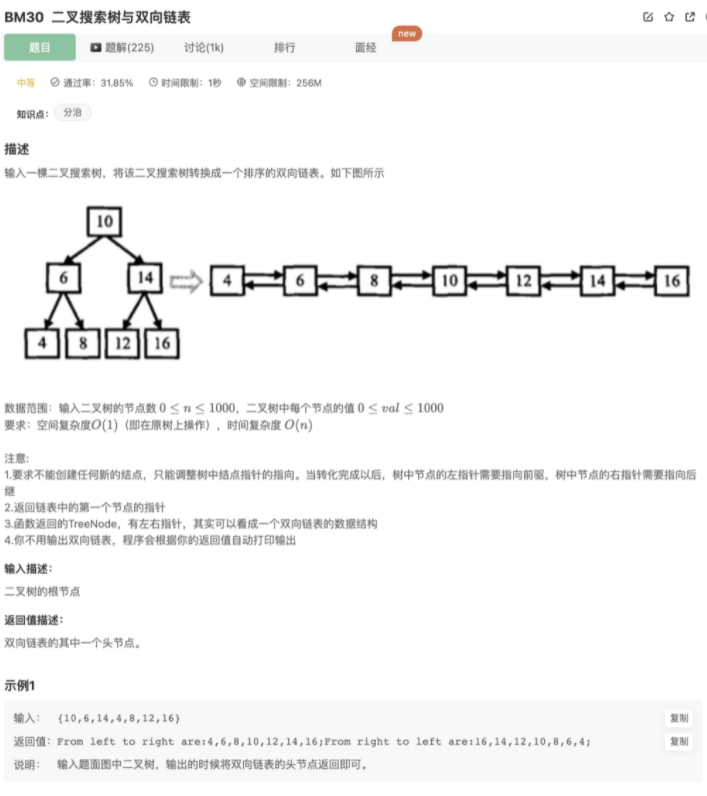 BM30 二叉搜索树与双向链表
题目 题解(225) 讨论(1k) 排行 面经 new
中等 通过率：31.85% 时间限制：1秒 空间限制：256M
知识点： 分治
描述
输入一棵二叉搜索树，将该二叉搜索树转换成一个排序的双向链表。如下图所示
10
6 14 4 6 8 10 12 14 16
4 8 12 16
数据范围：输入二叉树的节点数 0 ≤ n ≤ 1000，二叉树中每个节点的值 0 ≤ val ≤ 1000
要求：空间复杂度O(1)（即在原树上操作），时间复杂度 O(n)
注意:
1.要求不能创建任何新的结点，只能调整树中结点指针的指向。当转化完成以后，树中节点的左指针需要指向前驱，树中节点的右指针需要指向后
继
2.返回链表中的第一个节点的指针
3.函数返回的TreeNode，有左右指针，其实可以看成一个双向链表的数据结构
4.你不用输出双向链表，程序会根据你的返回值自动打印输出
输入描述：
二叉树的根节点
返回值描述：
双向链表的其中一个头节点。
示例1
输入： {10,6,14,4,8,12,16} 复制
返回值：From left to right are:4,6,8,10,12,14,16;From right to left are:16,14,12,10,8,6,4; 复制
说明： 输入题面图中二叉树，输出的时候将双向链表的头节点返回即可。